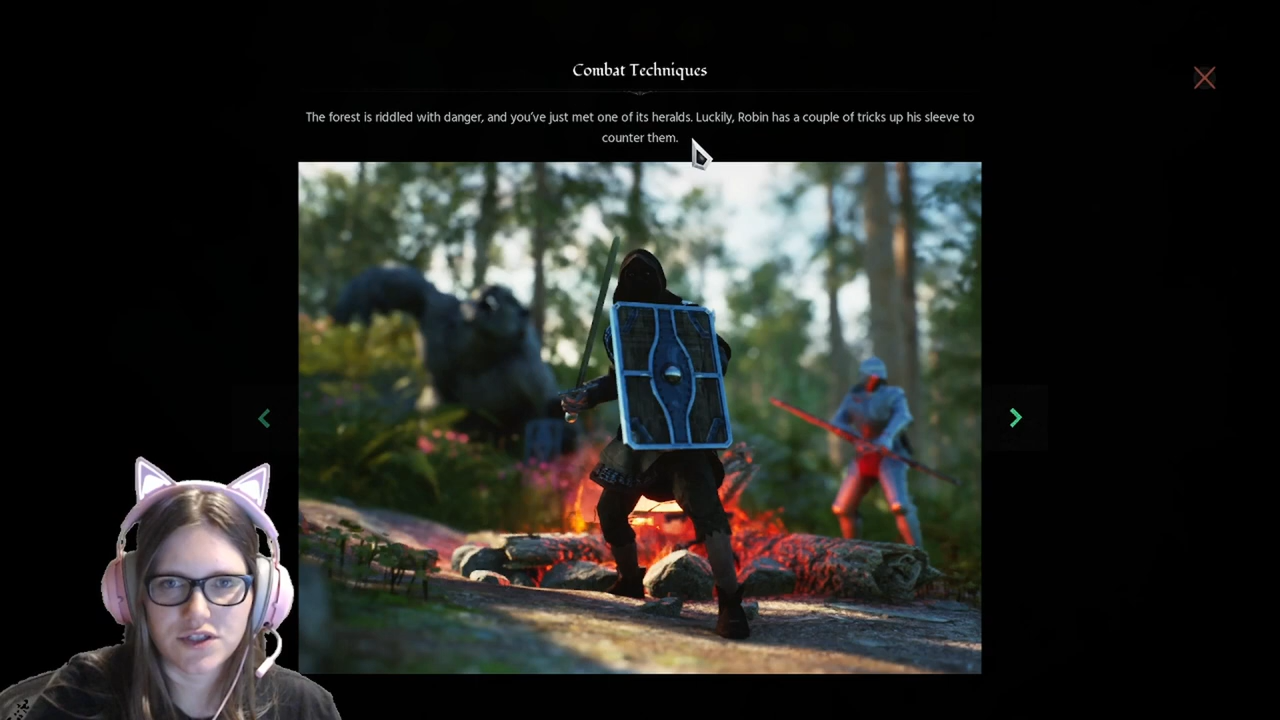 Combat Techniques
The forest is riddled with danger, and you've just met one of its heralds. Luckily, Robin has a couple of tricks up his sleeve to
counter them.